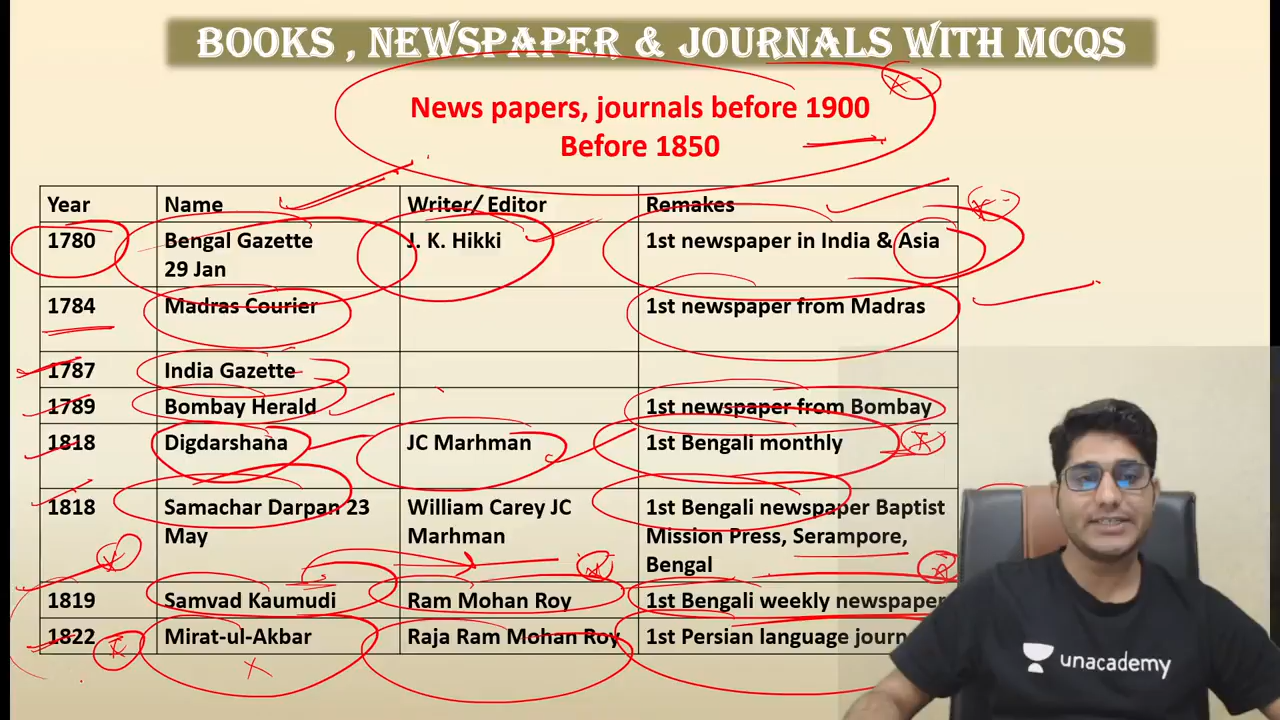 BOOKS , NEWSPAPER & JOURNALS WITH MCQS
News papers, journals before 1900
Before 1850
Year Name Writer/ Editor Remakes
1780 Bengal Gazette J. K. Hikki 1st newspaper in India & Asia
29 Jan
1784 Madras Courier 1st newspaper from Madras
1787 India Gazette
1789 Bombay Herald 1st newspaper from Bombay
1818 Digdarshana JC Marhman 1st Bengali monthly
1818 Samachar Darpan 23 William Carey JC 1st Bengali newspaper Baptist
May Marhman Mission Press, Serampore,
Bengal
1819 Samvad Kaumudi Ram Mohan Roy 1st Bengali weekly newspaper
1822 Mirat-ul-Akbar Raja Ram Mohan Roy 1st Persian language journ
unacademy